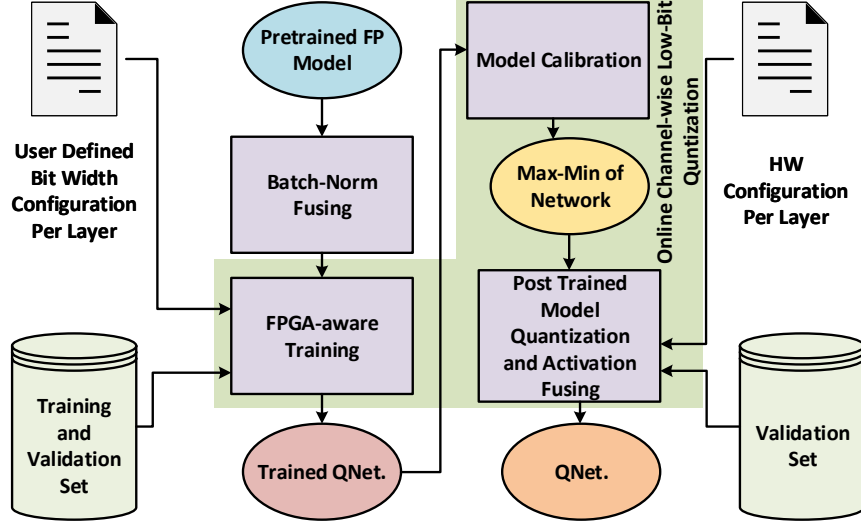 Pretrained FP
Model
Model Calibration
Online Channel-wise Low-Bit
Quntization
User Defined
Bit Width
Configuration
Per Layer
Batch-Norm
Fusing
Max-Min of
Network
HW
Configuration
Per Layer
FPGA-aware
Training
Post Trained
Model
Quantization
and Activation
Fusing
Training
and
Validation
Set
Trained QNet.
QNet.
Validation
Set